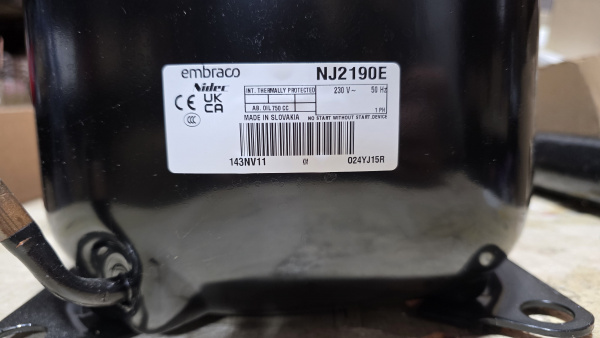 embraco NJ2190E
Nidec INT. THERMALLY PROTECTED 230 V~ 50 Hz
CE UK CA AB. OIL 750 CC 1 PH
CCC MADE IN SLOVAKIA NO START WITHOUT START.DEVICE
143NV11 01 024YJ15R